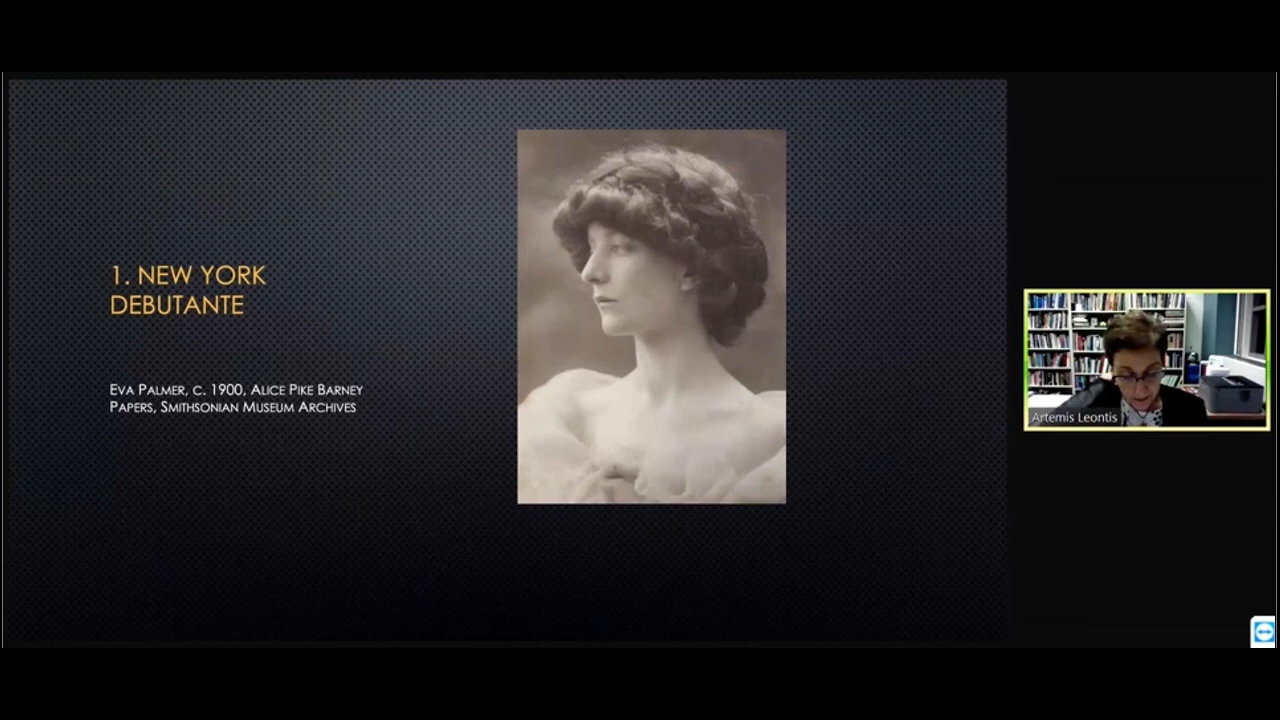 1. NEW YORK
DEBUTANTE
EVA PALMER, C. 1900, ALICE PIKE BARNEY
PAPERS, SMITHSONIAN MUSEUM ARCHIVES
Artemis Leontis